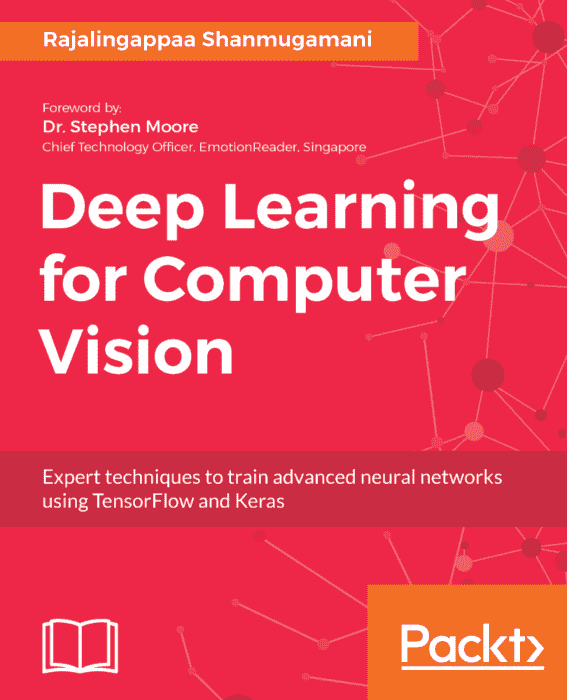 Rajalingappaa Shanmugamani
Foreword by:
Dr. Stephen Moore
Chief Technology Officer, EmotionReader, Singapore
Deep Learning
for Computer
Vision
Expert techniques to train advanced neural networks
using TensorFlow and Keras
Packt>